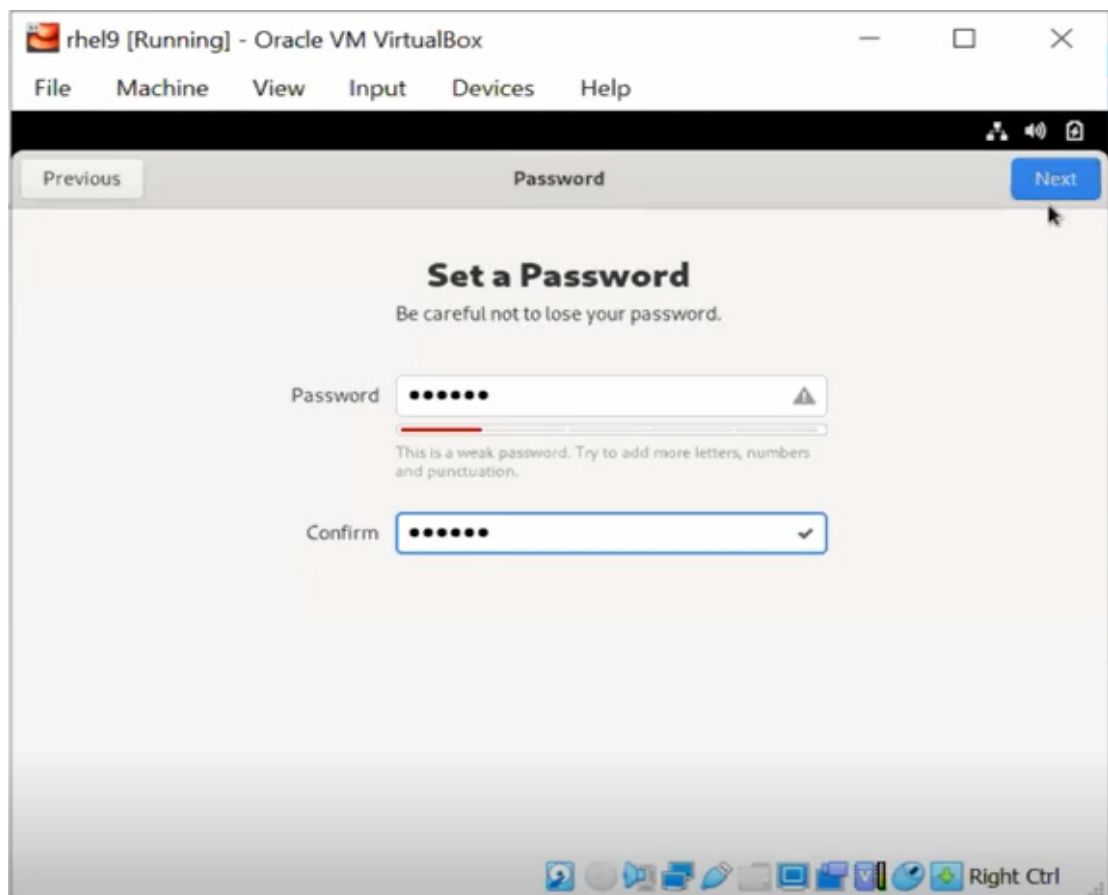 rhel9 [Running] - Oracle VM VirtualBox
File Machine View Input Devices Help
Previous Password Next
Set a Password
Be careful not to lose your password.
Password ••••••
This is a weak password. Try to add more letters, numbers
and punctuation.
Confirm ••••••
Right Ctrl